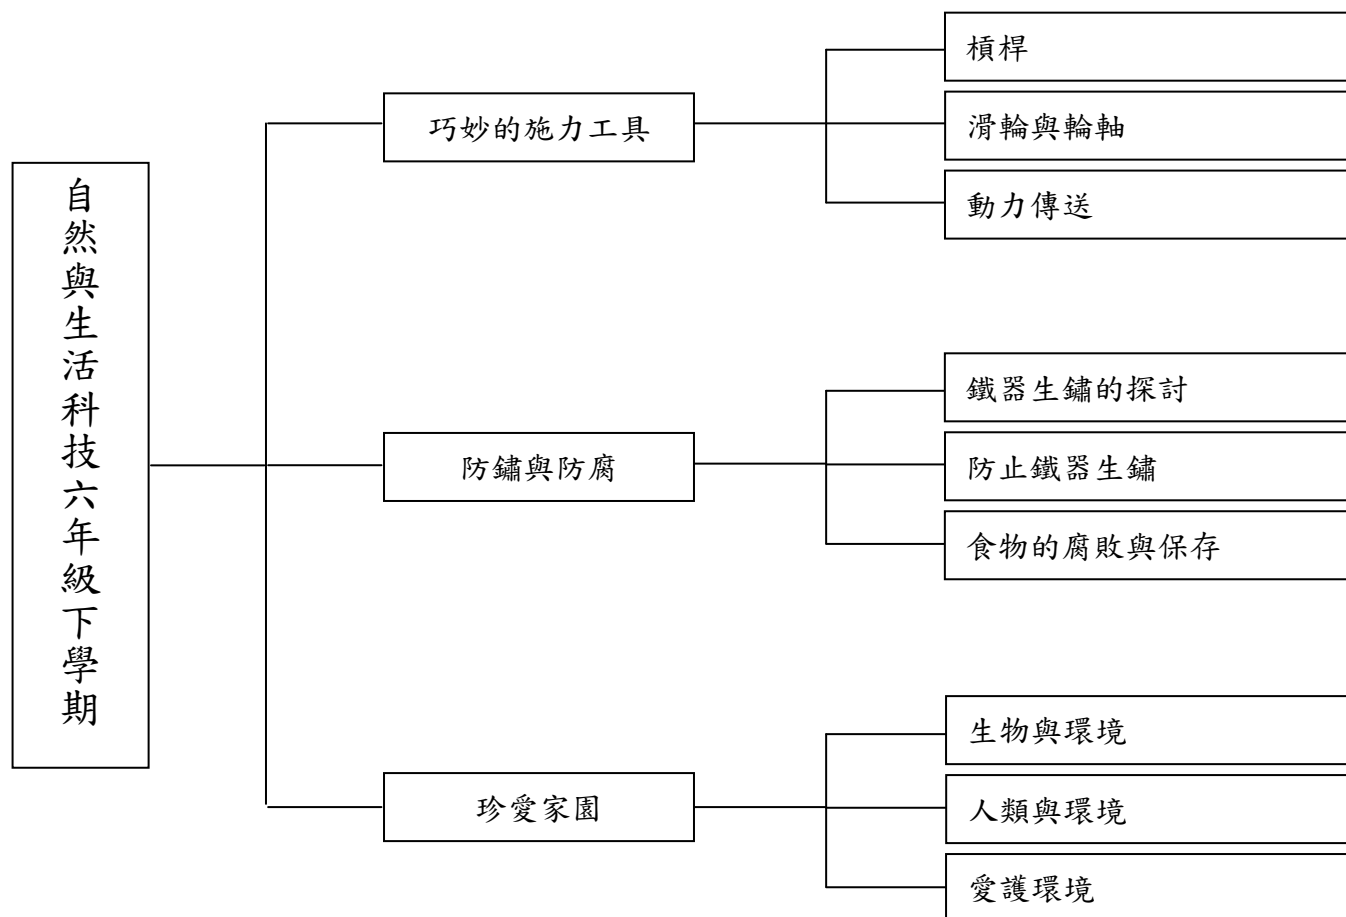 自然與生活科技六年級下學期
巧妙的施力工具
槓桿
滑輪與輪軸
動力傳送
防鏽與防腐
鐵器生鏽的探討
防止鐵器生鏽
食物的腐敗與保存
珍愛家園
生物與環境
人類與環境
愛護環境